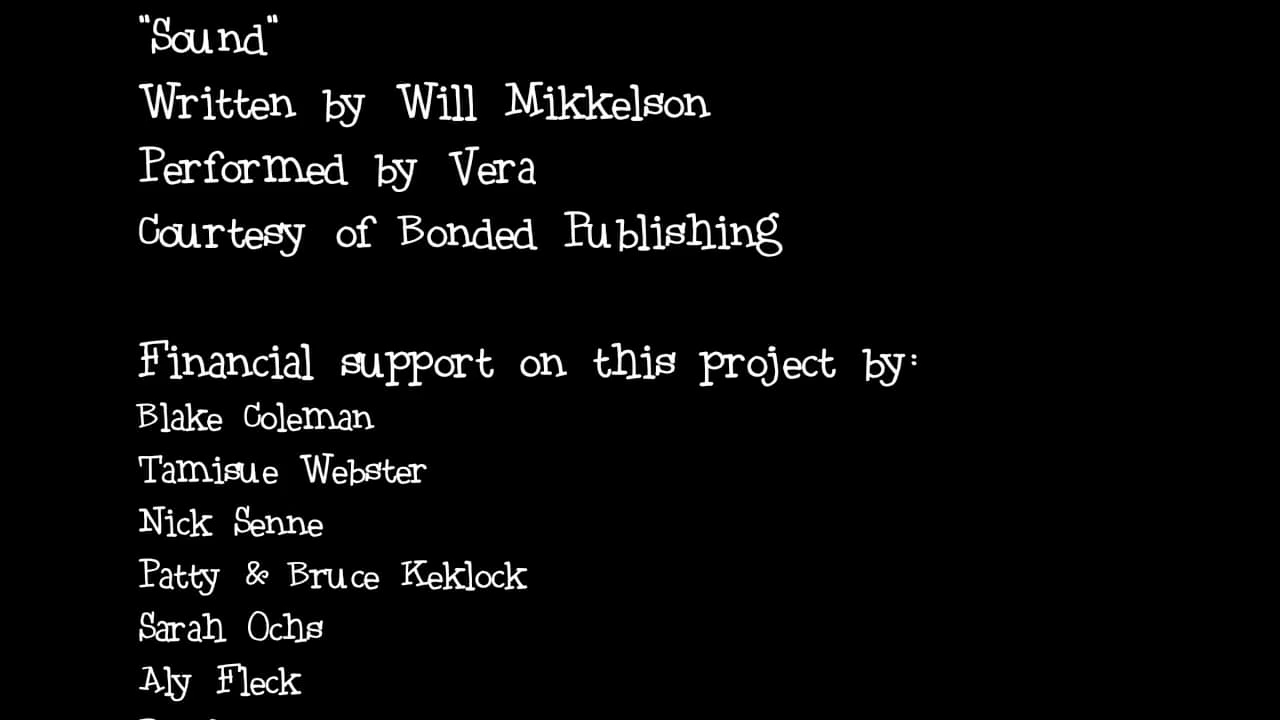 "Sound"
Written by Will Mikkelson
Performed by Vera
Courtesy of Bonded Publishing
Financial support on this project by:
Blake Coleman
Tamisue Webster
Nick Senne
Patty & Bruce Keklock
Sarah Ochs
Aly Fleck